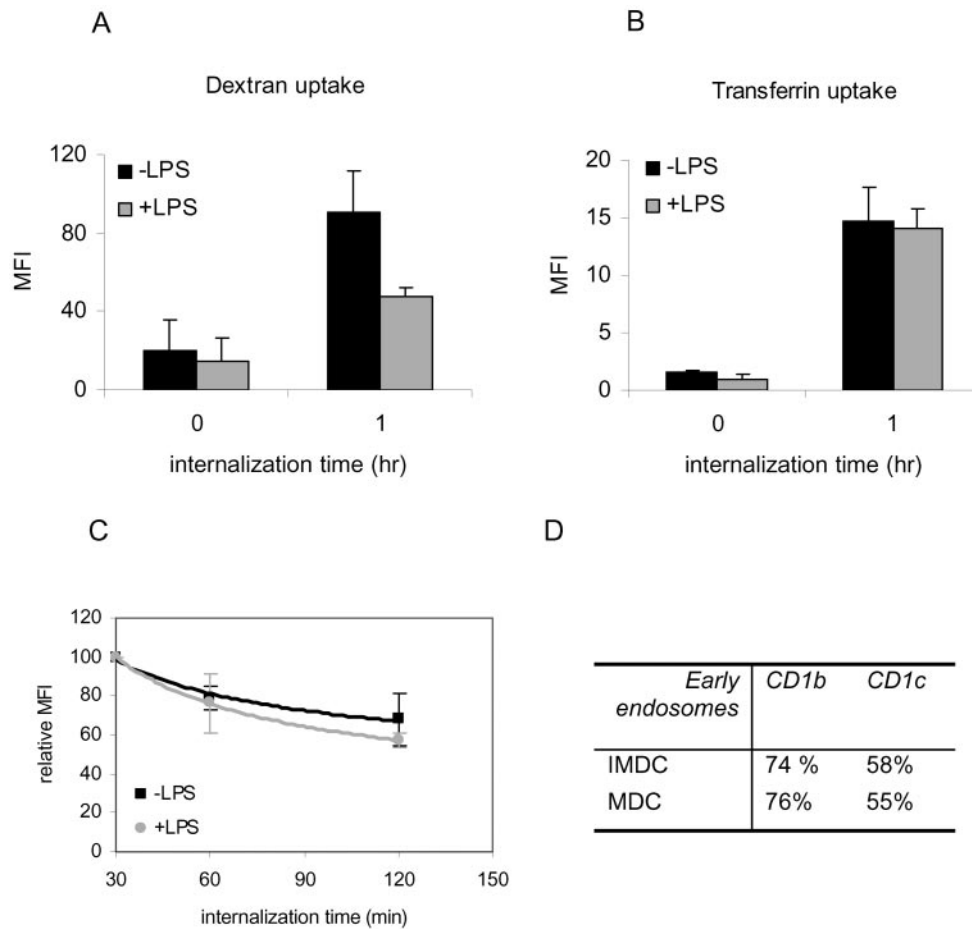 A
Dextran uptake
120
80
40
0
MFI
-LPS
+LPS
0 1
internalization time (hr)
B
Transferrin uptake
20
15
10
5
0
MFI
-LPS
+LPS
0 1
internalization time (hr)
C
120
100
80
60
40
20
0
relative MFI
-LPS
+LPS
30 60 90 120 150
internalization time (min)
D
Early CD1b CD1c
endosomes
IMDC 74 % 58%
MDC 76% 55%